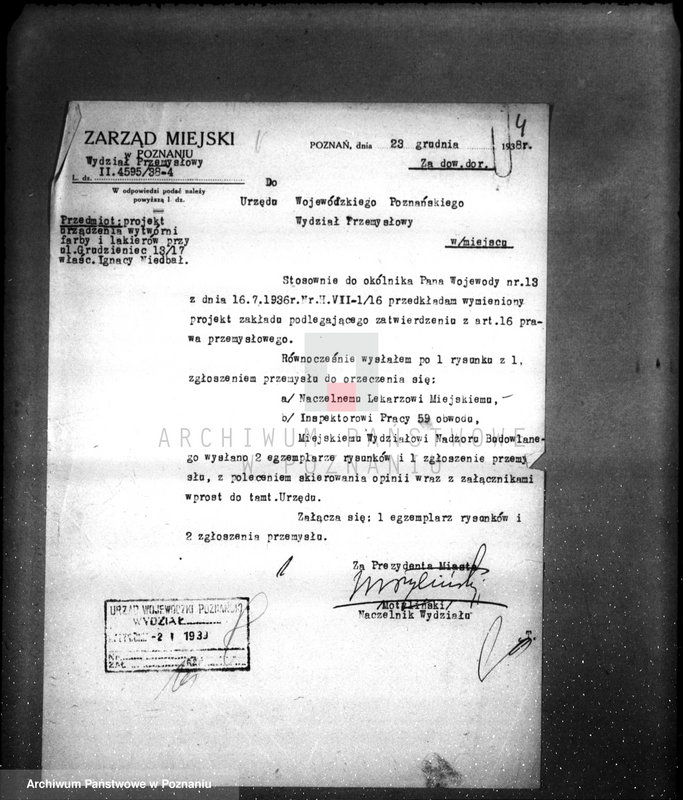 4
ZARZĄD MIEJSKI
w POZNANIU
Wydział Przemysłowy
II.4595/38-4
L. dz.
W odpowiedzi podać należy
powyższą l. dz.
POZNAŃ, dnia 23 grudnia 1938r.
Za dow.dor.
Do
Urzędu Wojewódzkiego Poznańskiego
Wydział Przemysłowy
w/miejscu
Przedmiot: projekt
urządzenia wytwórni
farby i lakierów przy
ul.Grudzieniec 13/17
właśc.Ignacy Niedbał.
Stosownie do okólnika Pana Wojewody nr.13
z dnia 16.7.1936r.Nr.H.VII-1/16 przedkładam wymieniony
projekt zakładu podlegającego zatwierdzeniu z art.16 pra-
wa przemysłowego.
Równocześnie wysłałem po 1 rysunku z 1,
zgłoszeniem przemysłu do orzeczenia się:
a/ Naczelnemu Lekarzowi Miejskiemu,
b/ Inspektorowi Pracy 59 obwodu,
Miejskiemu Wydziałowi Nadzoru Budowlane-
go wysłano 2 egzemplarze rysunków i 1 zgłoszenie przemy
słu, z poleceniem skierowania opinii wraz z załącznikami
wprost do tamt.Urzędu.
Załącza się: 1 egzemplarz rysunków i
2 zgłoszenia przemysłu.
Za Prezydenta Miasta
/Motyliński/
Naczelnik Wydziału
URZĄD WOJEWÓDZKI POZNAŃSKI
WYDZIAŁ
-2 I 1939
Nr.
ZAŁ.
ARCHIWUM PAŃSTWOWE
W POZNANIU
Archiwum Państwowe w Poznaniu